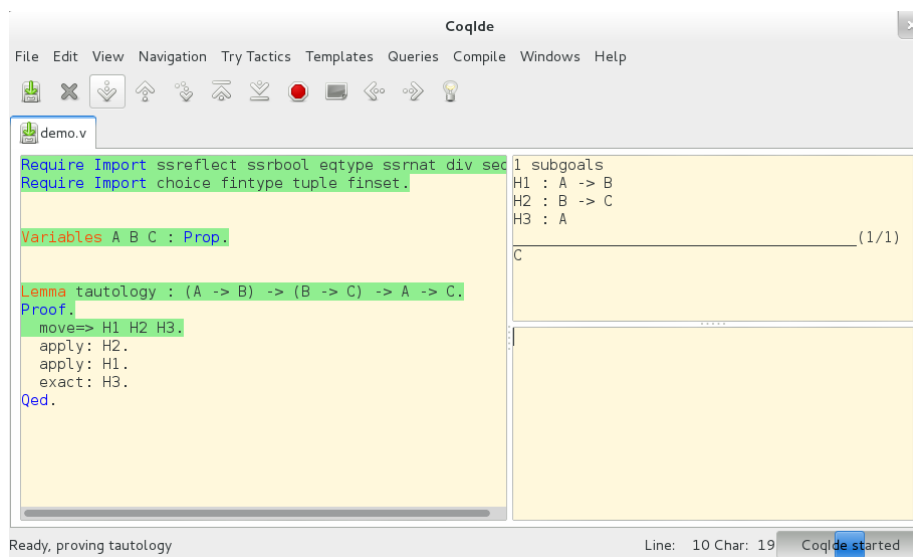 CoqIde
File Edit View Navigation Try Tactics Templates Queries Compile Windows Help
demo.v
Require Import ssreflect ssrbool eqtype ssrnat div sec
Require Import choice fintype tuple finset.
Variables A B C : Prop.
Lemma tautology : (A -> B) -> (B -> C) -> A -> C.
Proof.
move=> H1 H2 H3.
apply: H2.
apply: H1.
exact: H3.
Qed.
1 subgoals
H1 : A -> B
H2 : B -> C
H3 : A
(1/1)
C
Ready, proving tautology
Line: 10 Char: 19 CoqIde started